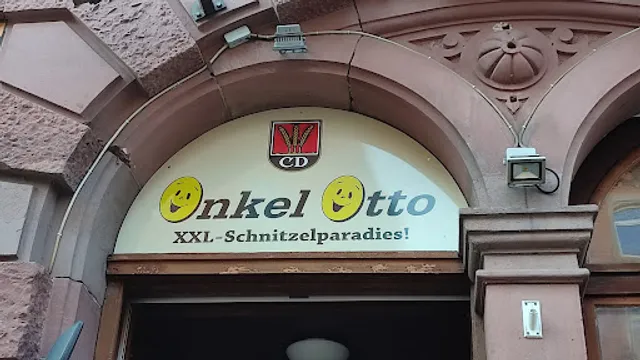 CD
Onkel Otto
XXL-Schnitzelparadies!